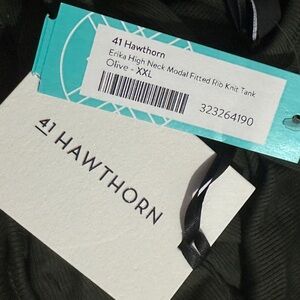 41 Hawthorn
Erika High Neck Modal Fitted Rib Knit Tank
Olive - XXL
323264190
41 HAWTHORN